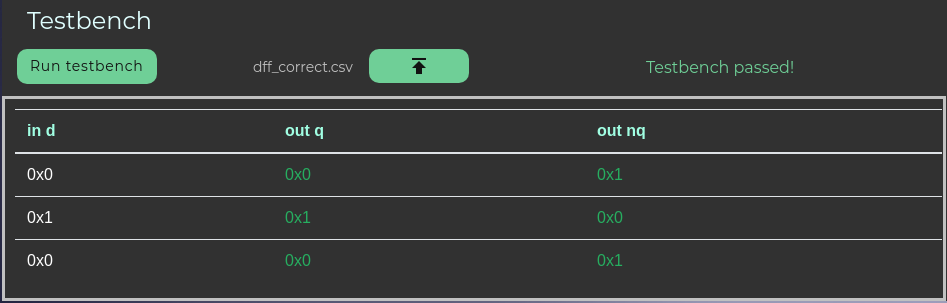 Testbench
Run testbench dff_correct.csv Testbench passed!
in d out q out nq
0x0 0x0 0x1
0x1 0x1 0x0
0x0 0x0 0x1